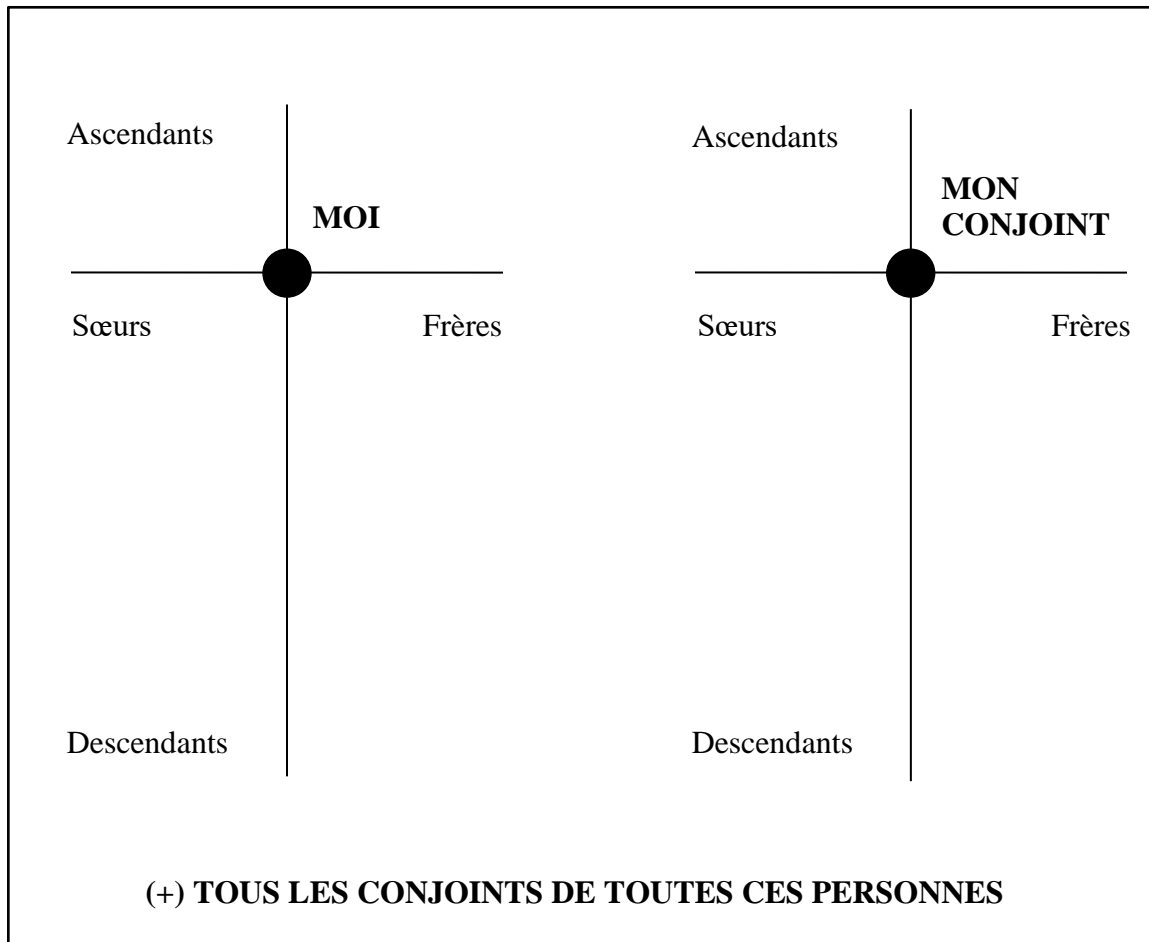 Ascendants
MOI
Sœurs
Frères
Descendants
Ascendants
MON
CONJOINT
Sœurs
Frères
Descendants
(+) TOUS LES CONJOINTS DE TOUTES CES PERSONNES